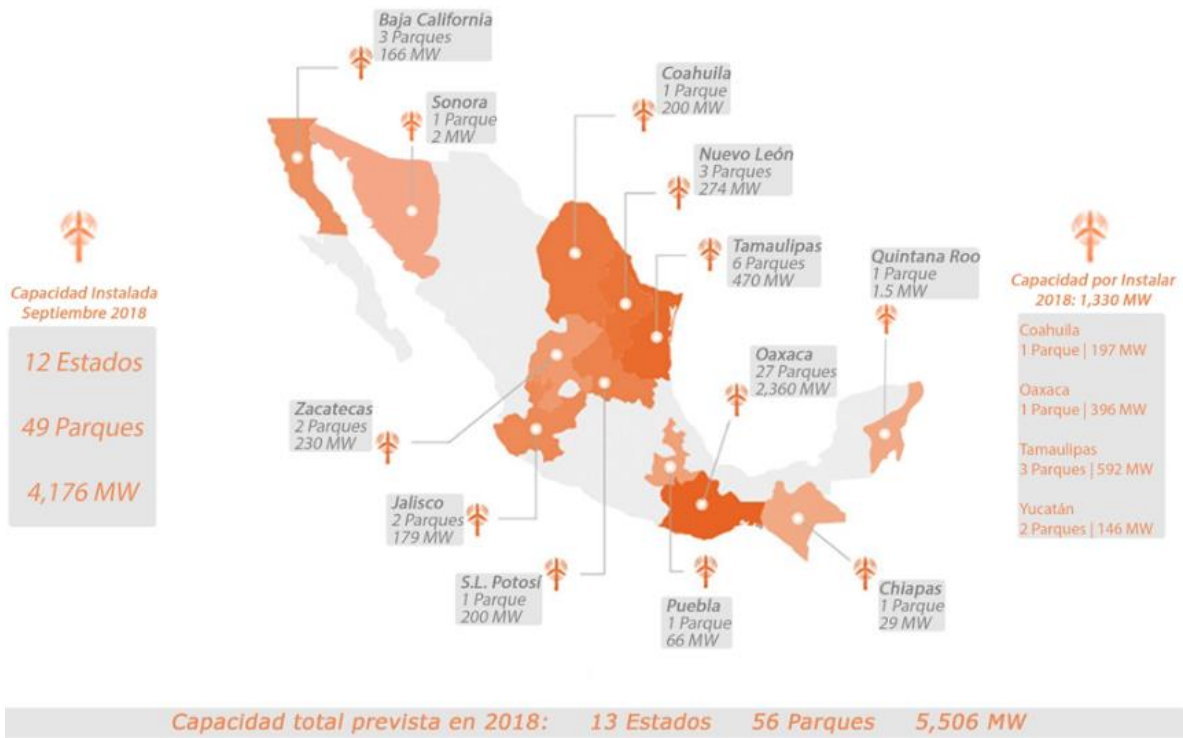 Baja California
3 Parques
166 MW
Sonora
1 Parque
2 MW
Coahuila
1 Parque
200 MW
Nuevo León
3 Parques
274 MW
Tamaulipas
6 Parques
470 MW
Quintana Roo
1 Parque
1.5 MW
Capacidad Instalada
Septiembre 2018
12 Estados
49 Parques
4,176 MW
Capacidad por Instalar
2018: 1,330 MW
Coahuila
1 Parque | 197 MW
Oaxaca
1 Parque | 396 MW
Tamaulipas
3 Parques | 592 MW
Yucatán
2 Parques | 146 MW
Oaxaca
27 Parques
2,360 MW
Zacatecas
2 Parques
230 MW
Jalisco
2 Parques
179 MW
S.L. Potosí
1 Parque
200 MW
Puebla
1 Parque
66 MW
Chiapas
1 Parque
29 MW
Capacidad total prevista en 2018: 13 Estados 56 Parques 5,506 MW